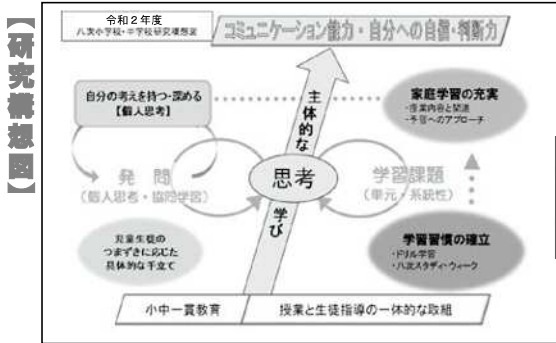 【研究構想図】
令和２年度
八次小学校・中学校研究構想図
コミュニケーション能力・自分への自信・判断力
自分の考えを持つ・深める
【個人思考】
主体的な
家庭学習の充実
・授業内容と関連
・予習へのアプローチ
発　問
（個人思考・協同学習）
思考
学習課題
（単元・系統性）
学び
児童生徒の
つまずきに応じた
具体的な手立て
学習習慣の確立
・ドリル学習
・八次スタディ・ウィーク
小中一貫教育
授業と生徒指導の一体的な取組